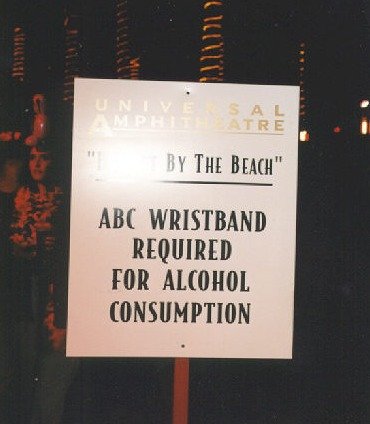 UNIVERSAL
AMPHITHEATRE
BY THE BEACH"
ABC WRISTBAND
REQUIRED
FOR ALCOHOL
CONSUMPTION